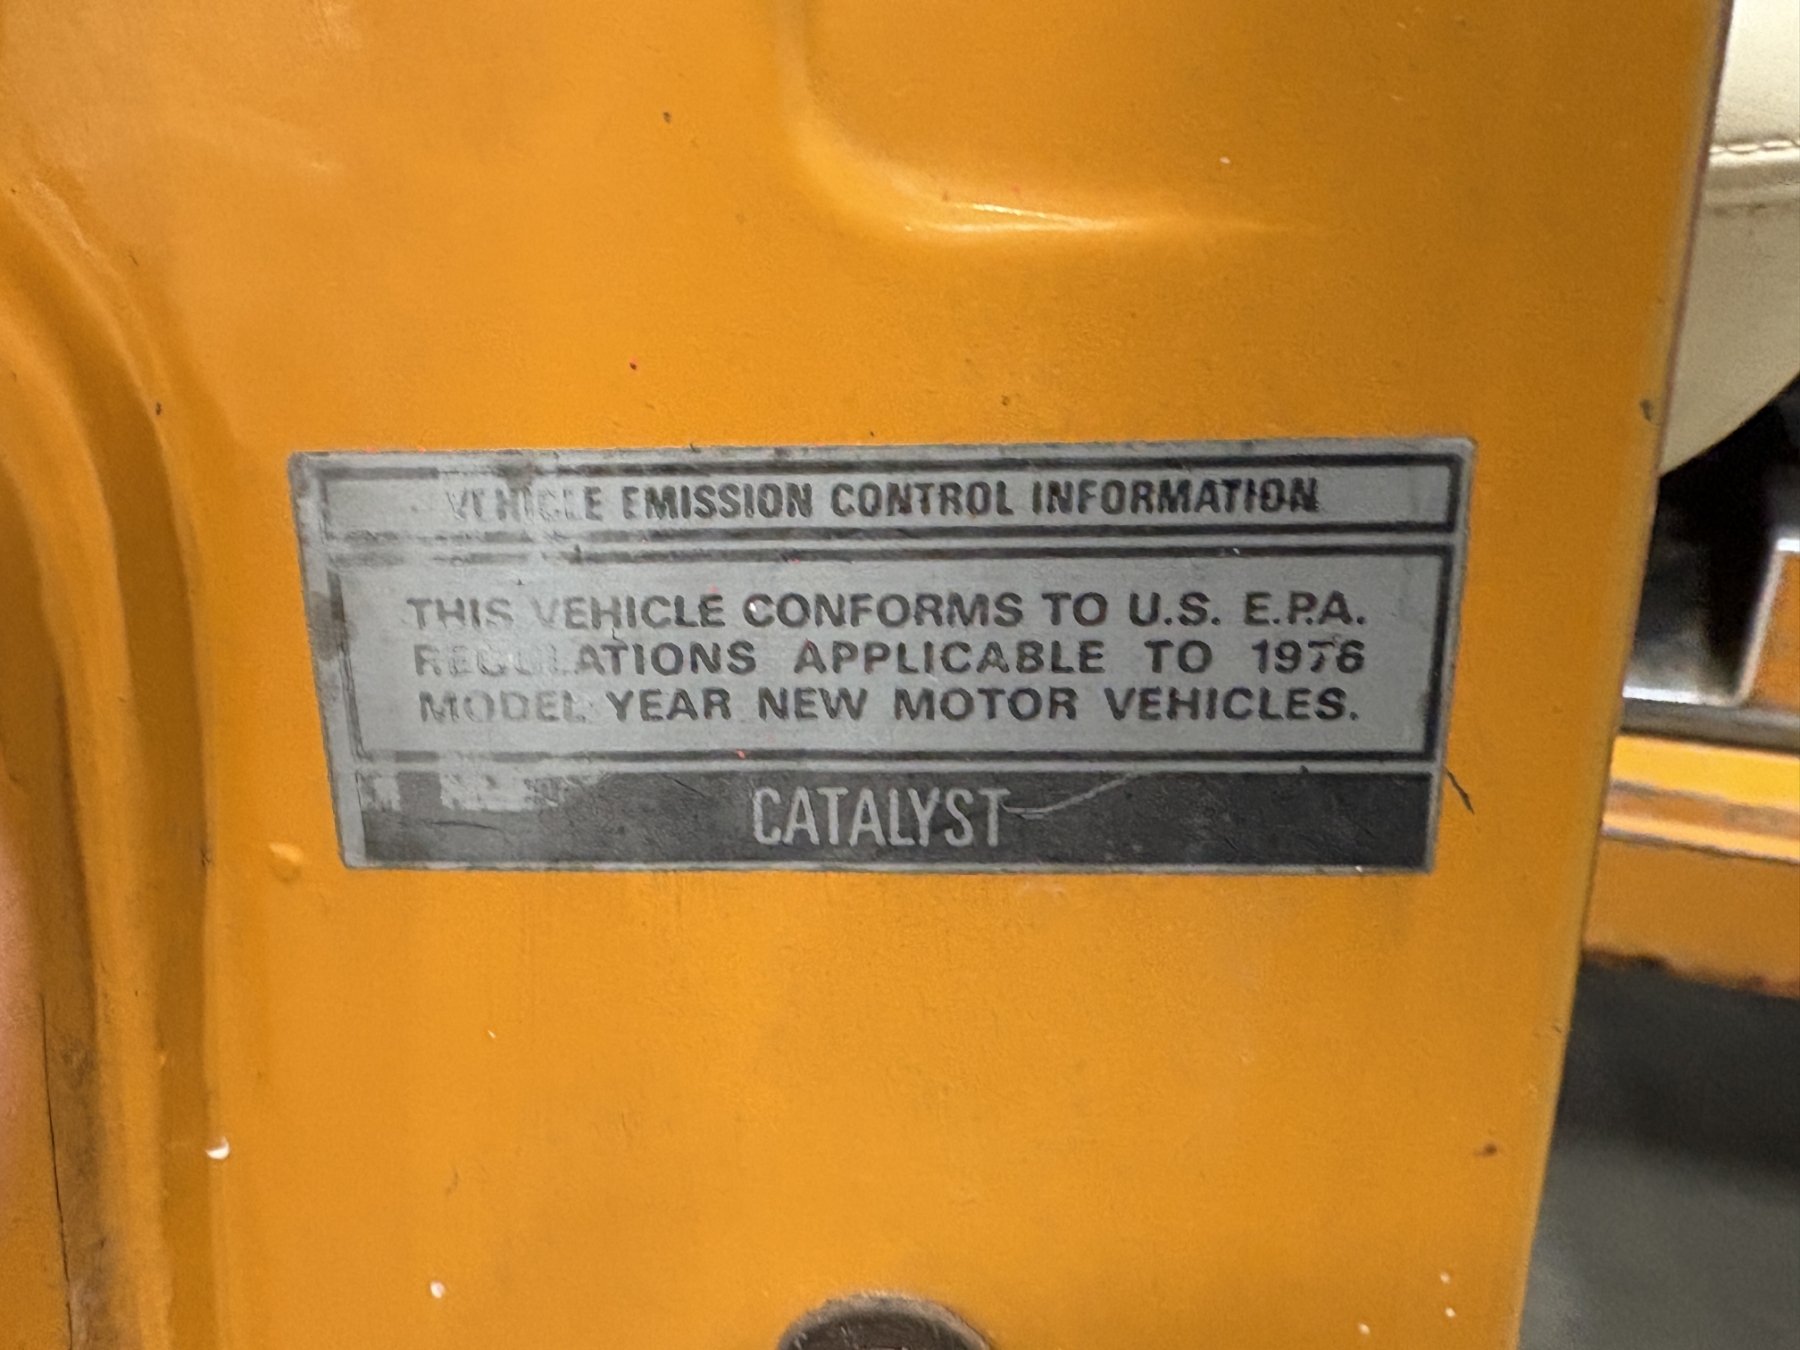 VEHICLE EMISSION CONTROL INFORMATION
THIS VEHICLE CONFORMS TO U.S. E.P.A.
REGULATIONS APPLICABLE TO 1976
MODEL YEAR NEW MOTOR VEHICLES.
CATALYST